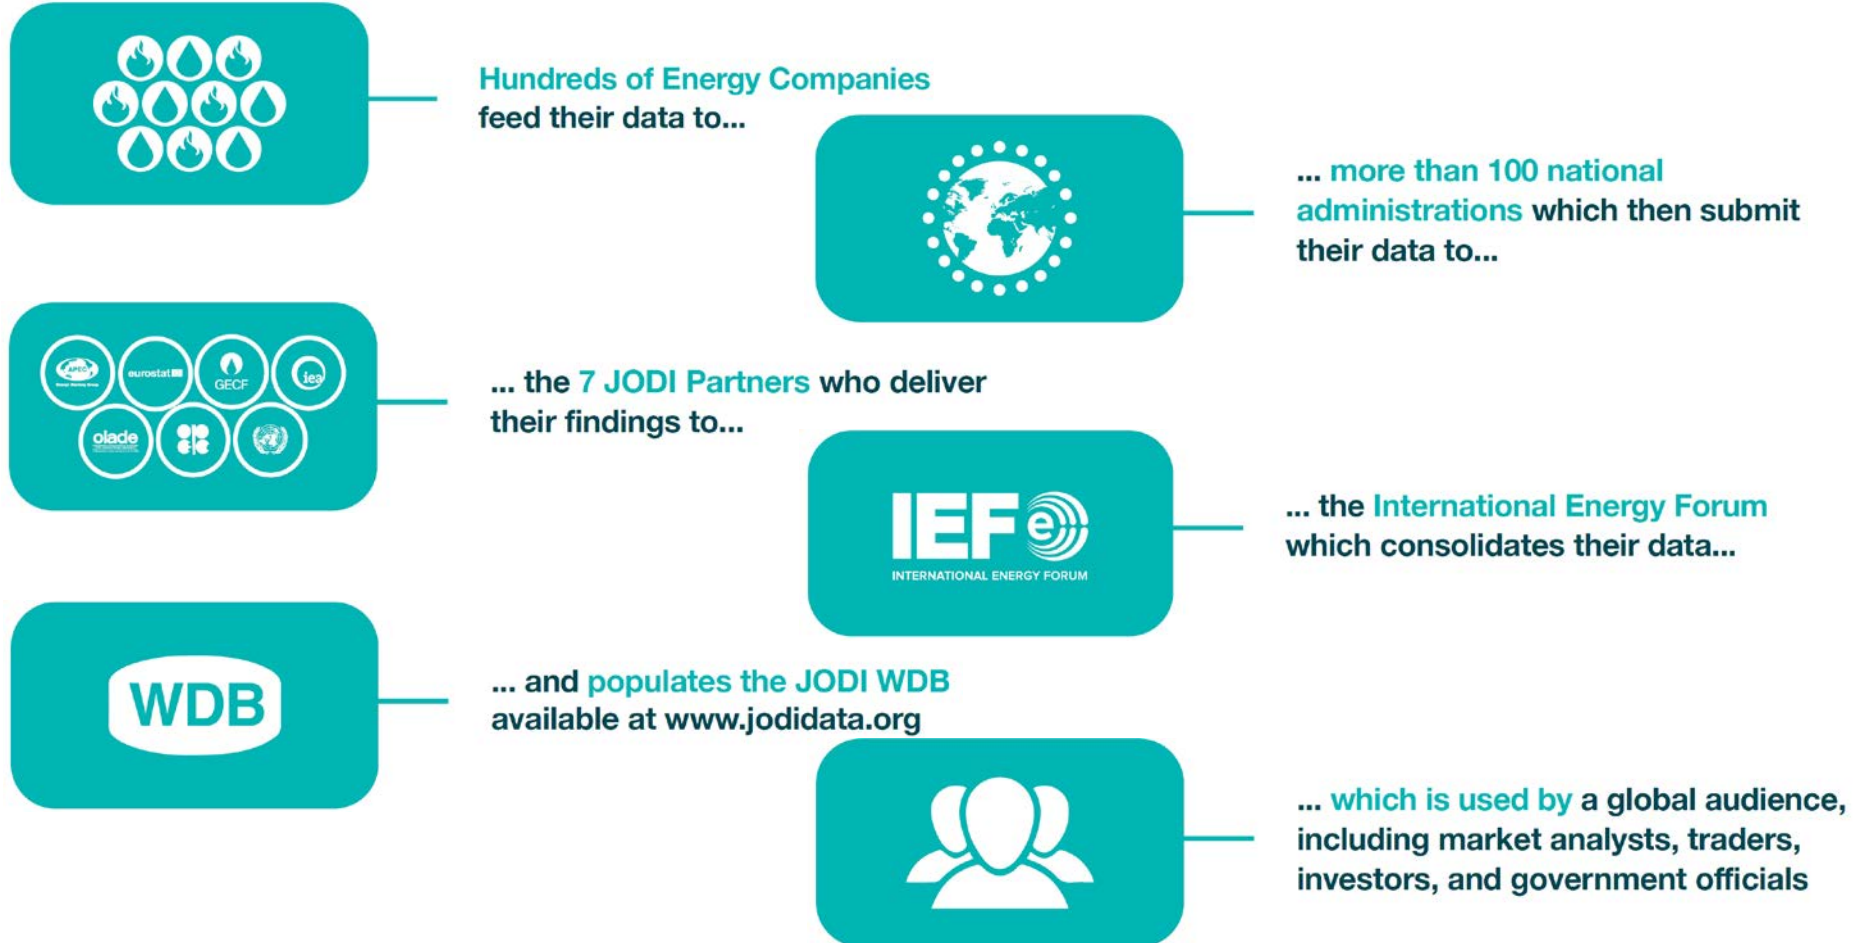 Hundreds of Energy Companies
feed their data to...
... more than 100 national
administrations which then submit
their data to...
APEC
eurostat
GECF
iea
olade
OPEC
... the 7 JODI Partners who deliver
their findings to...
IEF e
INTERNATIONAL ENERGY FORUM
... the International Energy Forum
which consolidates their data...
WDB
... and populates the JODI WDB
available at www.jodidata.org
... which is used by a global audience,
including market analysts, traders,
investors, and government officials